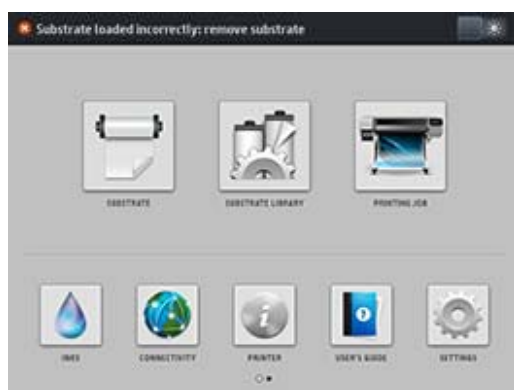 Substrate loaded incorrectly: remove substrate
SUBSTRATE
SUBSTRATE LIBRARY
PRINTING JOB
INKS
CONNECTIVITY
PRINTER
USER'S GUIDE
SETTINGS